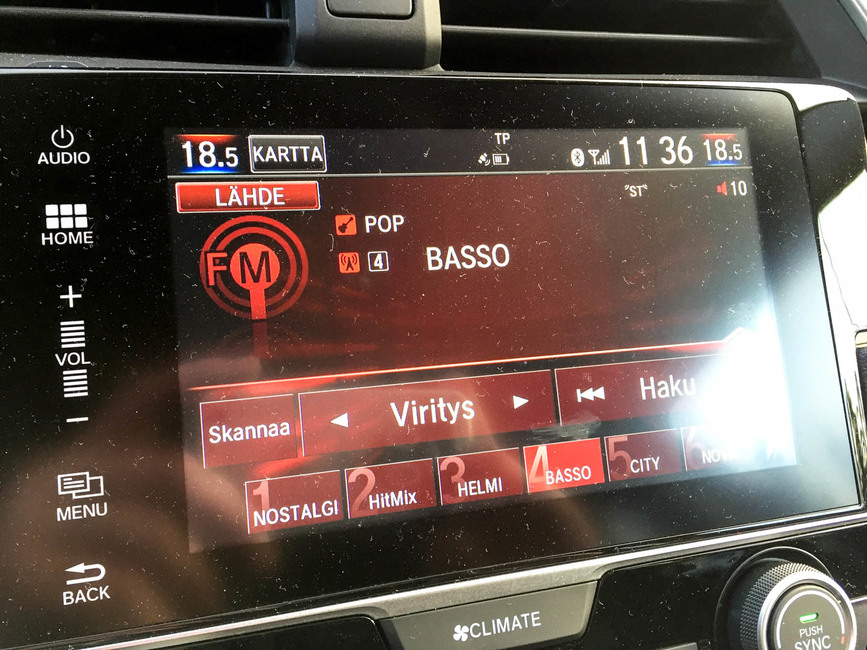 AUDIO
HOME
+
VOL
−
MENU
BACK
18.5 KARTTA TP 11 36 18.5
LÄHDE "ST" 10
FM
POP
4 BASSO
Skannaa Viritys Haku
1 NOSTALGI 2 HitMix 3 HELMI 4 BASSO 5 CITY
CLIMATE
PUSH
SYNC